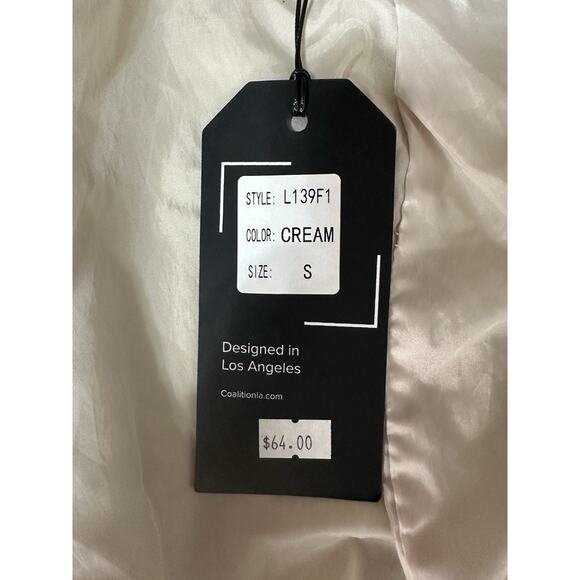 STYLE: L139F1
COLOR: CREAM
SIZE: S
Designed in
Los Angeles
Coalitionla.com
$64.00